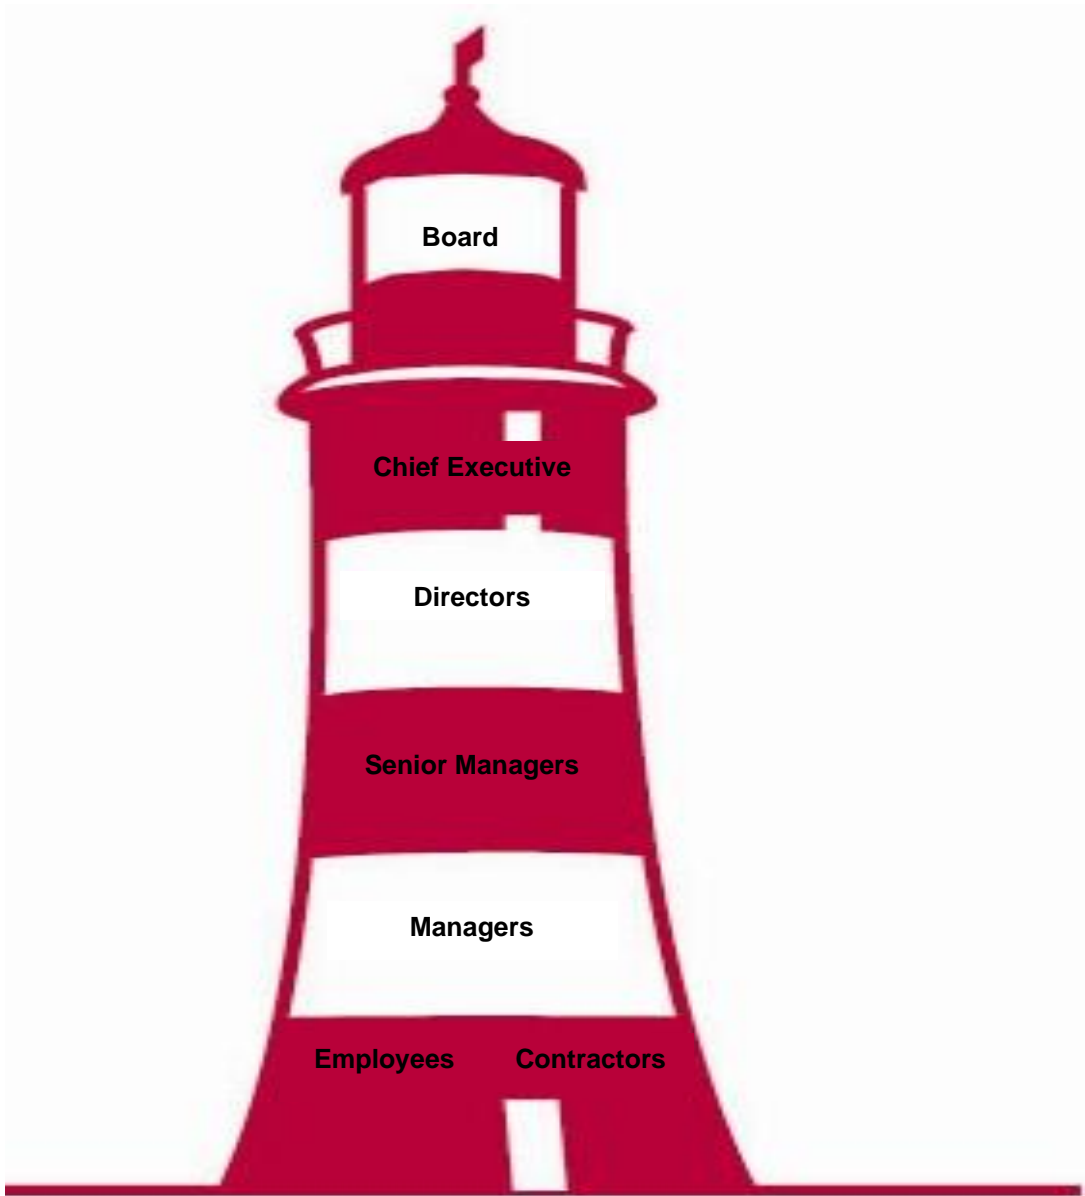 Board
Chief Executive
Directors
Senior Managers
Managers
Employees Contractors